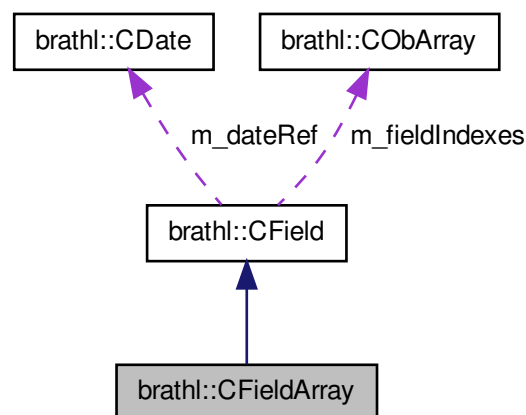 brathl::CDate
brathl::CObArray
m_dateRef
m_fieldIndexes
brathl::CField
brathl::CFieldArray